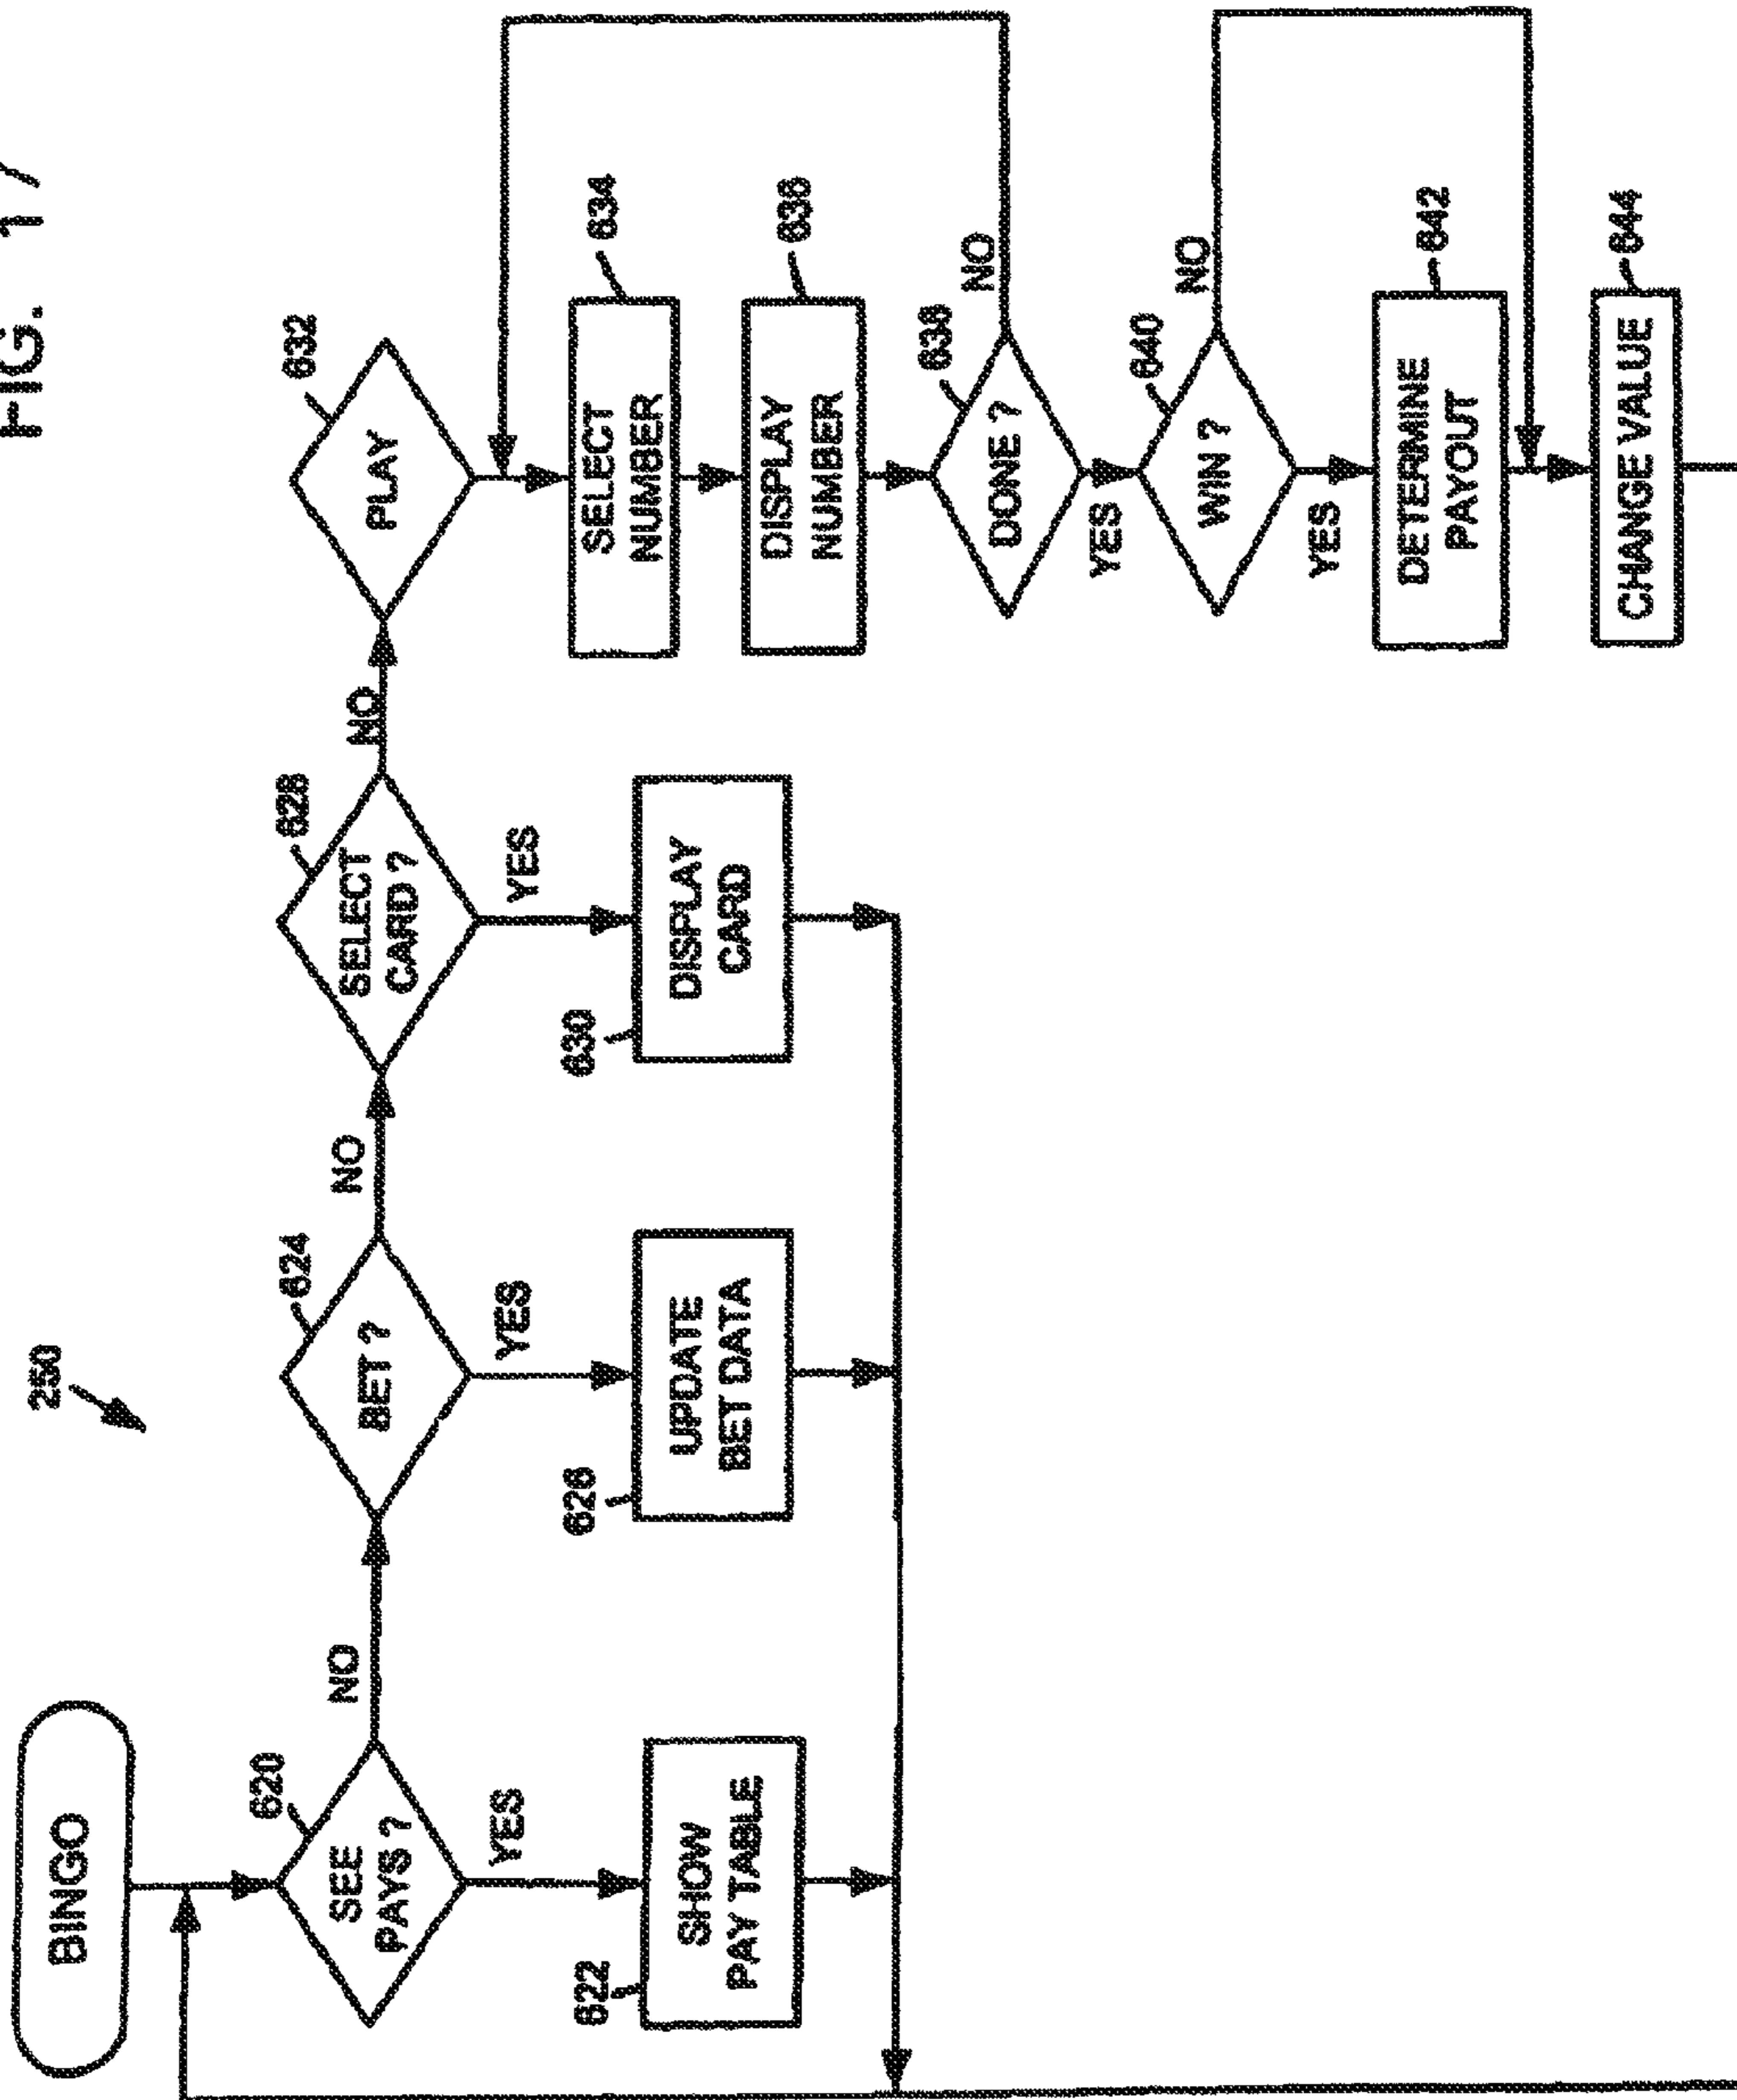 FIG. 17
250
BINGO
620
SEE
PAYS ?
NO
YES
622
SHOW
PAY TABLE
624
BET ?
NO
YES
626
UPDATE
BET DATA
628
SELECT
CARD ?
NO
YES
630
DISPLAY
CARD
632
PLAY
634
SELECT
NUMBER
636
DISPLAY
NUMBER
638
DONE ?
NO
YES
640
WIN ?
NO
YES
642
DETERMINE
PAYOUT
644
CHANGE VALUE